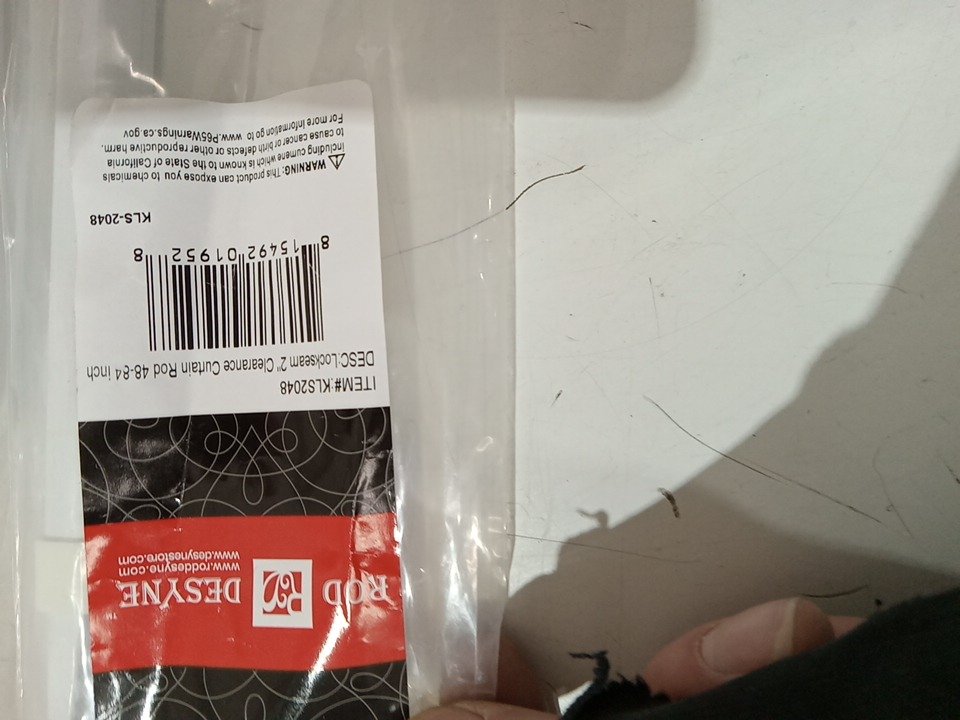 ROD DESYNE™
www.roddesyne.com
www.desynestore.com
ITEM#:KLS2048
DESC:Lockseam 2" Clearance Curtain Rod 48-84 inch
8 15492 01952 8
KLS-2048
WARNING: This product can expose you to chemicals
including cumene which is known to the State of California
to cause cancer or birth defects or other reproductive harm.
For more information go to www.P65Warnings.ca.gov